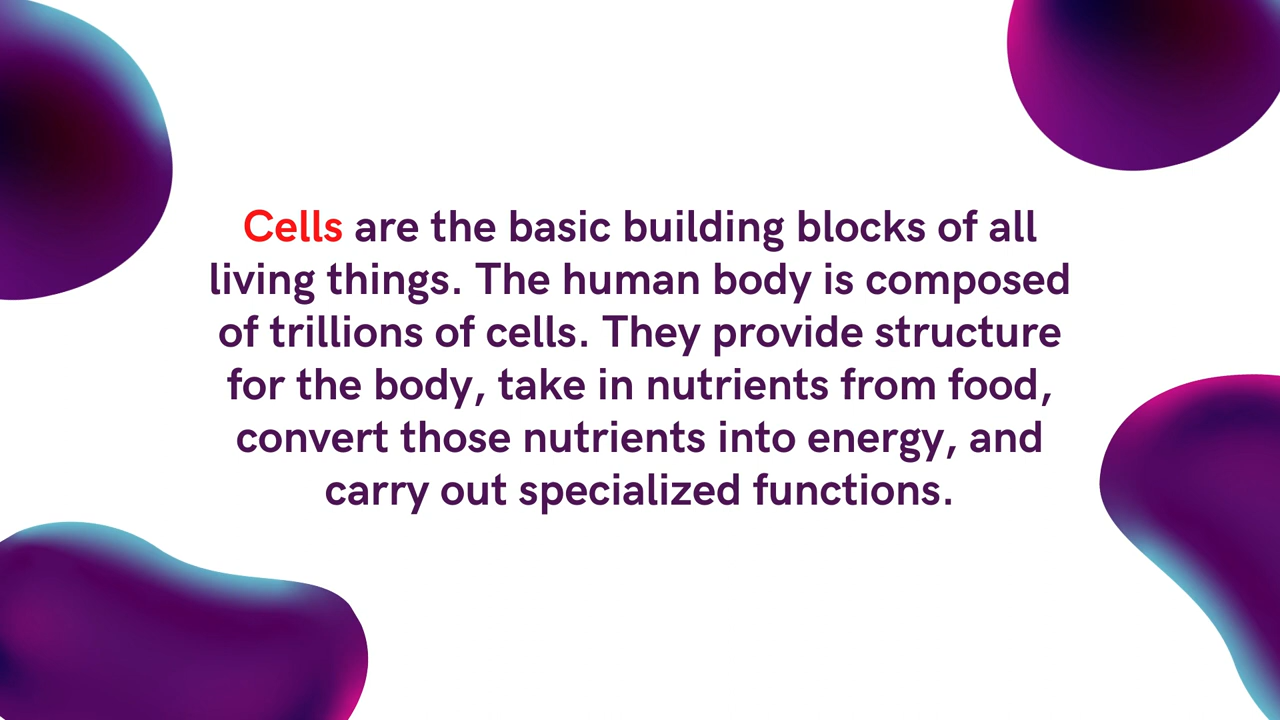 Cells are the basic building blocks of all
living things. The human body is composed
of trillions of cells. They provide structure
for the body, take in nutrients from food,
convert those nutrients into energy, and
carry out specialized functions.